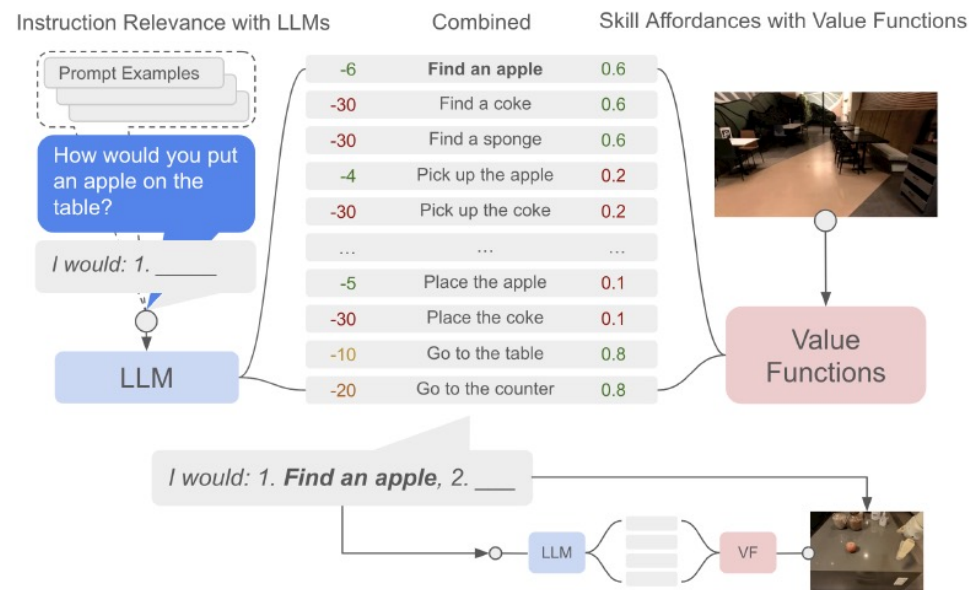 Instruction Relevance with LLMs
Combined
Skill Affordances with Value Functions
Prompt Examples
How would you put
an apple on the
table?
I would: 1. _____
LLM
-6 Find an apple 0.6
-30 Find a coke 0.6
-30 Find a sponge 0.6
-4 Pick up the apple 0.2
-30 Pick up the coke 0.2
... ... ...
-5 Place the apple 0.1
-30 Place the coke 0.1
-10 Go to the table 0.8
-20 Go to the counter 0.8
Value
Functions
I would: 1. Find an apple, 2. ___
LLM
VF